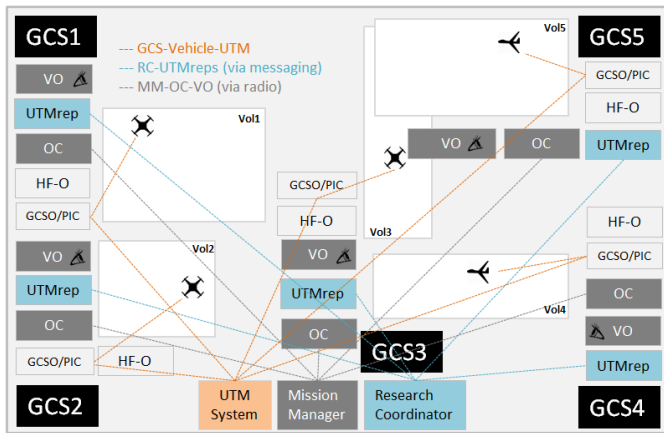 GCS1
VO
UTMrep
OC
HF-O
GCSO/PIC
--- GCS-Vehicle-UTM
--- RC-UTMreps (via messaging)
--- MM-OC-VO (via radio)
Vol1
Vol5
GCS5
GCSO/PIC
HF-O
UTMrep
VO
OC
Vol3
GCSO/PIC
HF-O
VO
UTMrep
OC
GCS3
VO
UTMrep
OC
GCSO/PIC
HF-O
GCS2
Vol2
HF-O
GCSO/PIC
OC
VO
UTMrep
GCS4
Vol4
UTM
System
Mission
Manager
Research
Coordinator